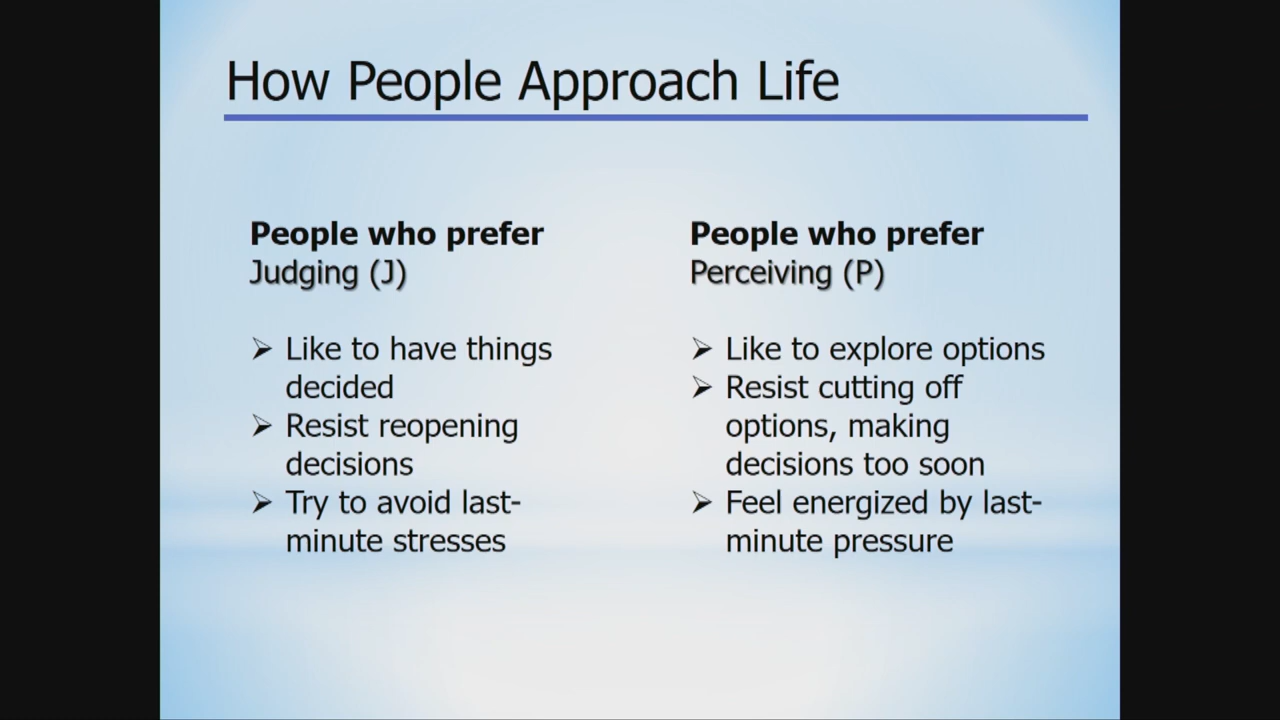 How People Approach Life
People who prefer
Judging (J)
➢ Like to have things
decided
➢ Resist reopening
decisions
➢ Try to avoid last-
minute stresses
People who prefer
Perceiving (P)
➢ Like to explore options
➢ Resist cutting off
options, making
decisions too soon
➢ Feel energized by last-
minute pressure